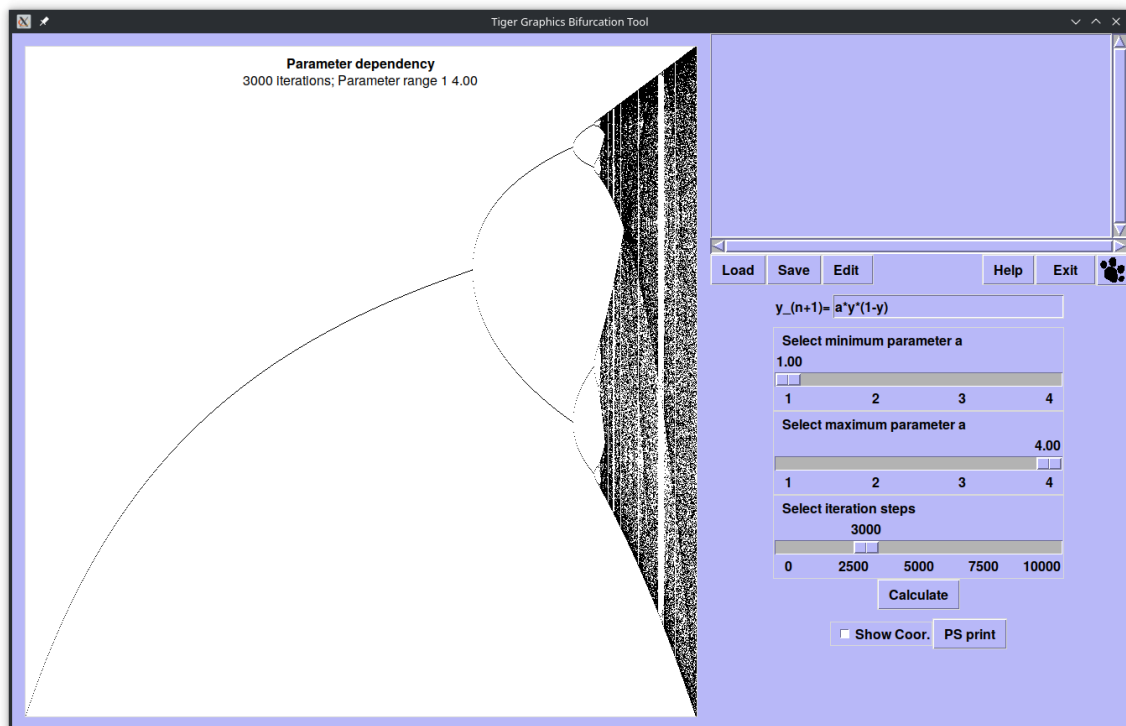 Tiger Graphics Bifurcation Tool
Parameter dependency
3000 iterations; Parameter range 1 4.00
Load Save Edit Help Exit
y_(n+1)= a*y*(1-y)
Select minimum parameter a
1.00
1 2 3 4
Select maximum parameter a
4.00
1 2 3 4
Select iteration steps
3000
0 2500 5000 7500 10000
Calculate
Show Coor. PS print